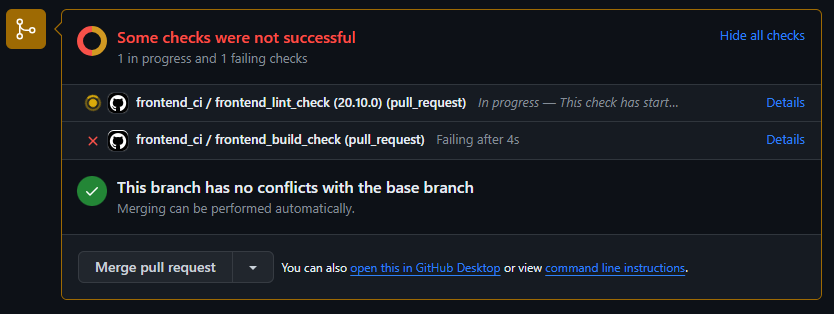 Some checks were not successful
Hide all checks
1 in progress and 1 failing checks
frontend_ci / frontend_lint_check (20.10.0) (pull_request) In progress — This check has start... Details
frontend_ci / frontend_build_check (pull_request) Failing after 4s Details
This branch has no conflicts with the base branch
Merging can be performed automatically.
Merge pull request You can also open this in GitHub Desktop or view command line instructions.